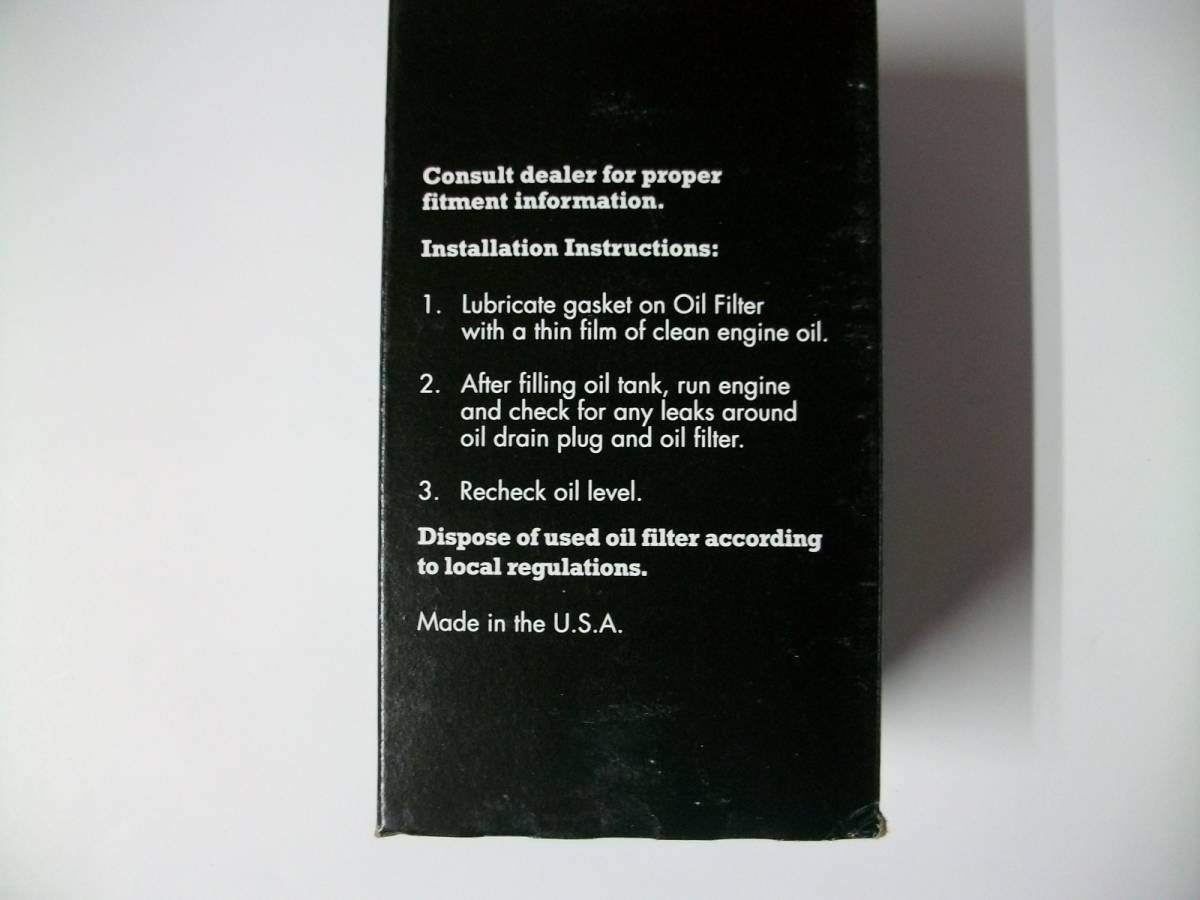 Consult dealer for proper
fitment information.
Installation Instructions:
1. Lubricate gasket on Oil Filter
with a thin film of clean engine oil.
2. After filling oil tank, run engine
and check for any leaks around
oil drain plug and oil filter.
3. Recheck oil level.
Dispose of used oil filter according
to local regulations.
Made in the U.S.A.